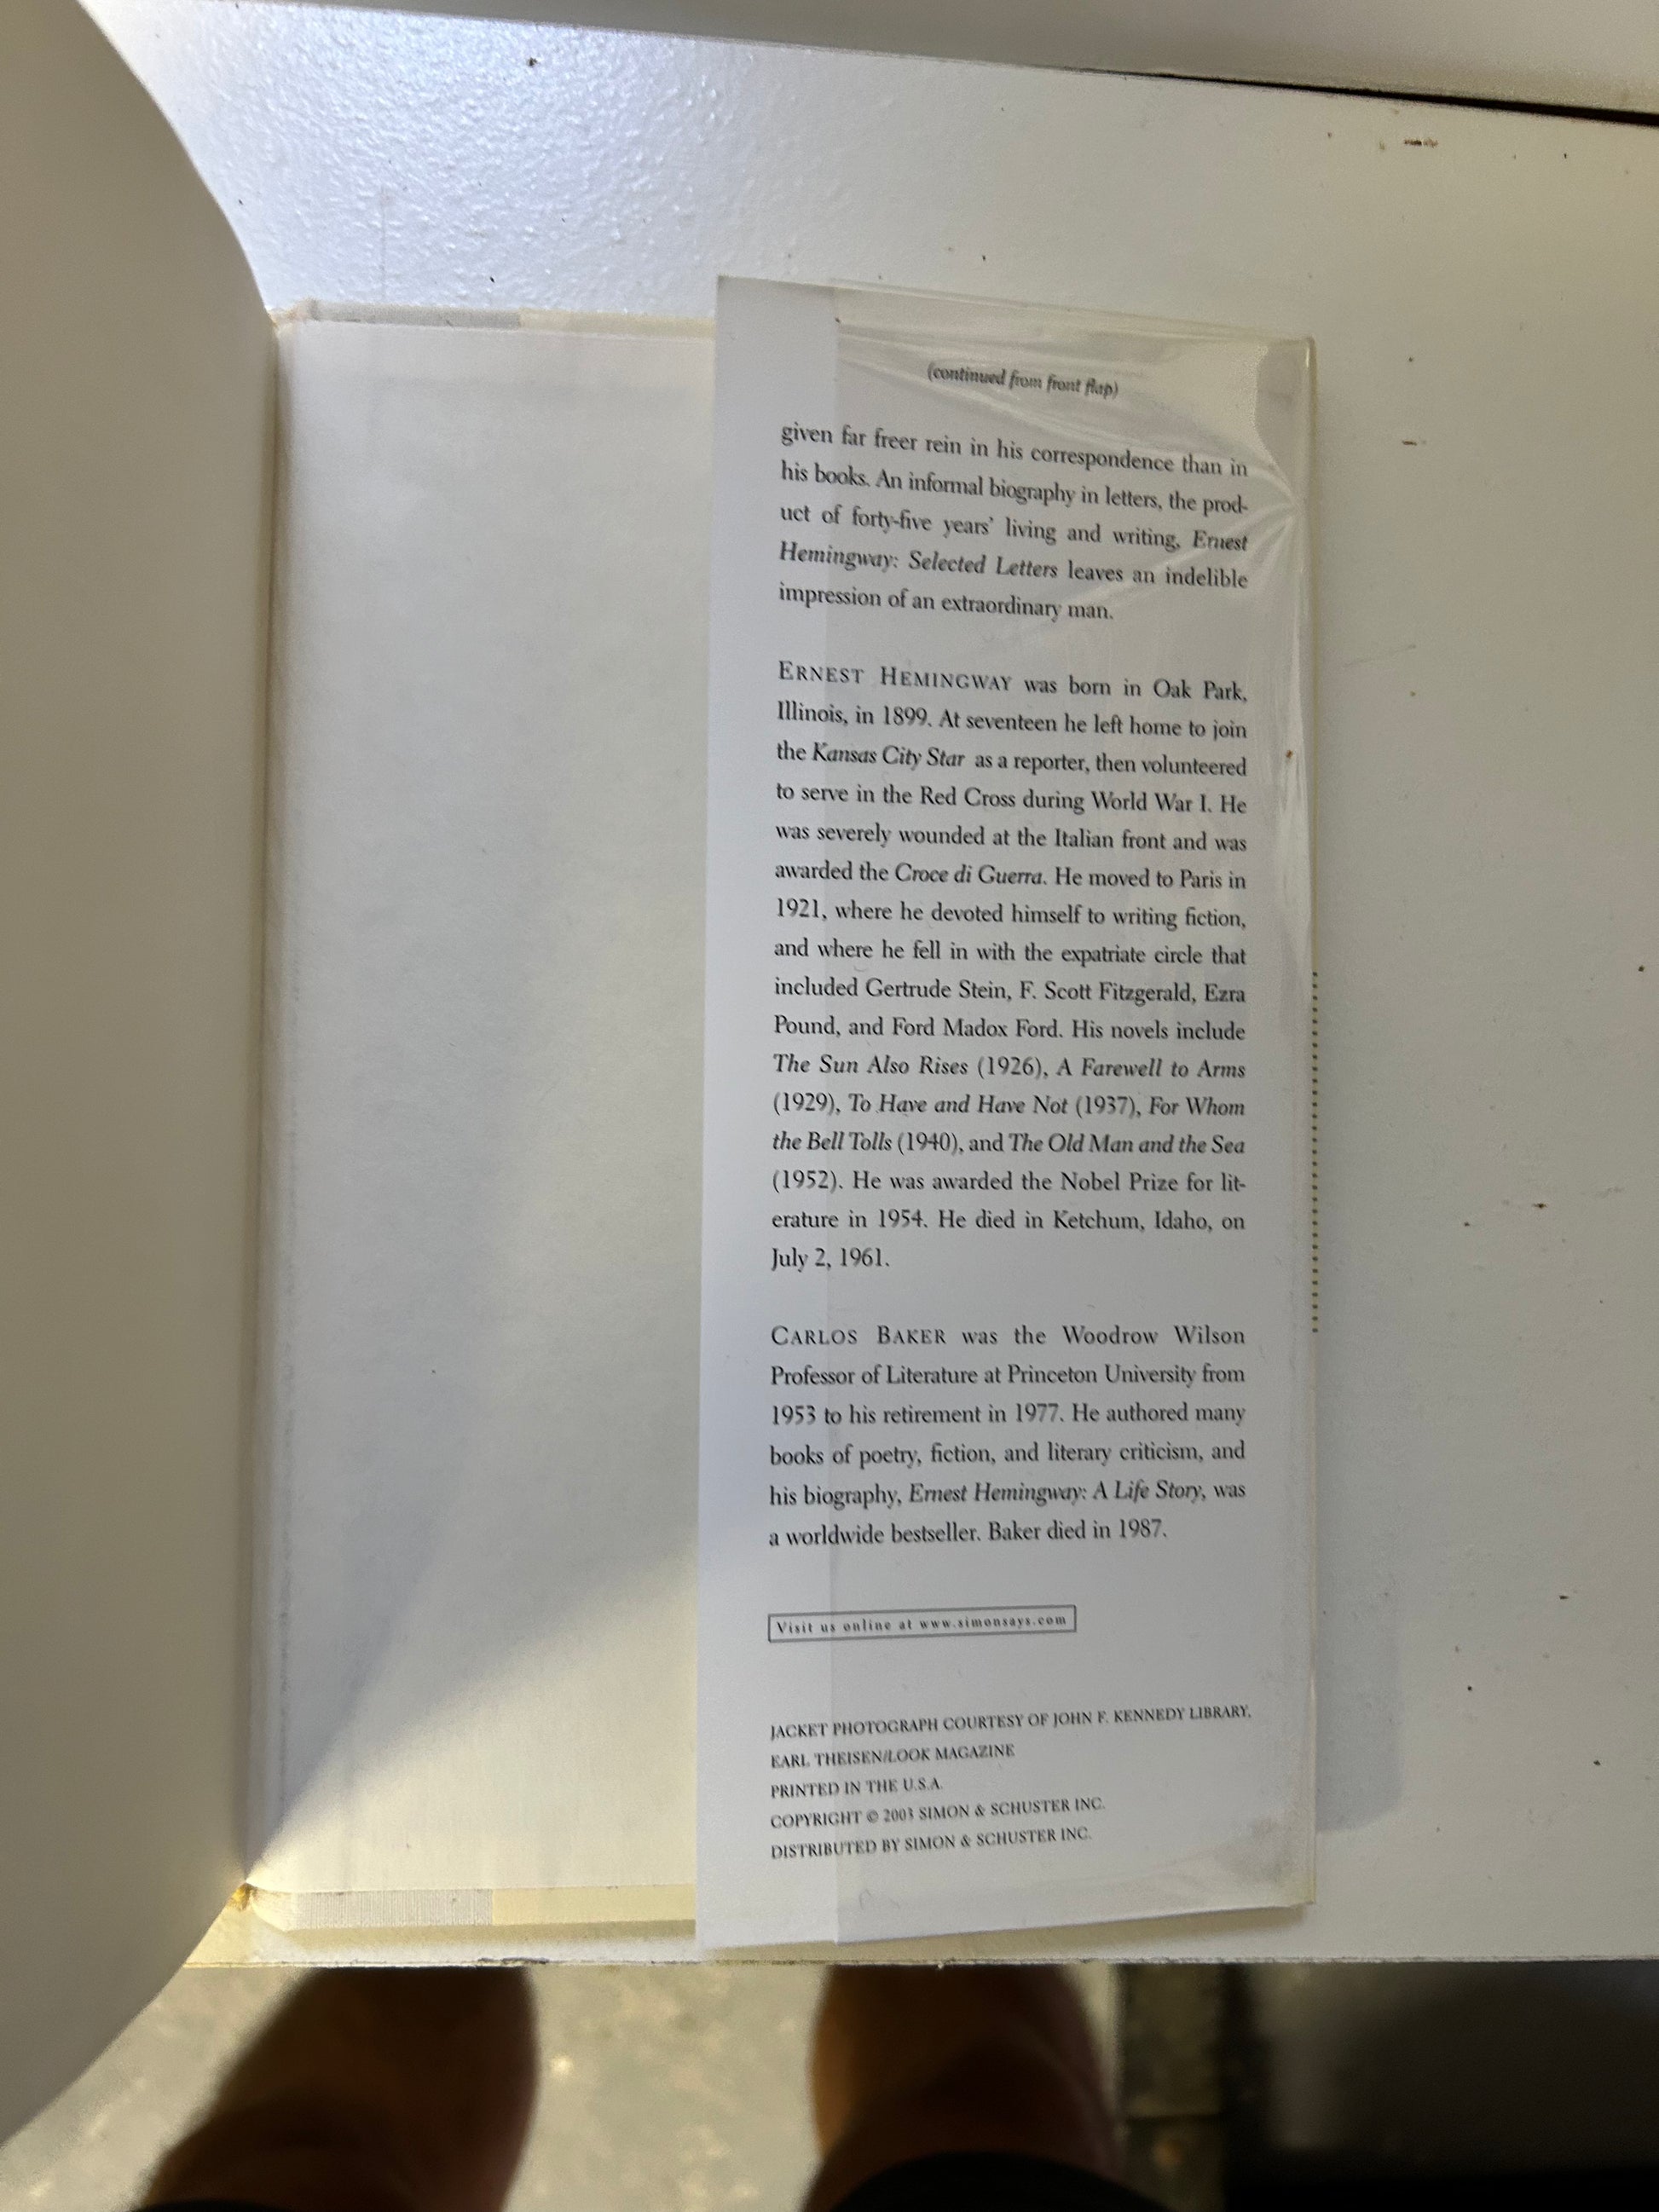 (continued from front flap)
given far freer rein in his correspondence than in
his books. An informal biography in letters, the prod-
uct of forty-five years' living and writing, Ernest
Hemingway: Selected Letters leaves an indelible
impression of an extraordinary man.
ERNEST HEMINGWAY was born in Oak Park,
Illinois, in 1899. At seventeen he left home to join
the Kansas City Star as a reporter, then volunteered
to serve in the Red Cross during World War I. He
was severely wounded at the Italian front and was
awarded the Croce di Guerra. He moved to Paris in
1921, where he devoted himself to writing fiction,
and where he fell in with the expatriate circle that
included Gertrude Stein, F. Scott Fitzgerald, Ezra
Pound, and Ford Madox Ford. His novels include
The Sun Also Rises (1926), A Farewell to Arms
(1929), To Have and Have Not (1937), For Whom
the Bell Tolls (1940), and The Old Man and the Sea
(1952). He was awarded the Nobel Prize for lit-
erature in 1954. He died in Ketchum, Idaho, on
July 2, 1961.
CARLOS BAKER was the Woodrow Wilson
Professor of Literature at Princeton University from
1953 to his retirement in 1977. He authored many
books of poetry, fiction, and literary criticism, and
his biography, Ernest Hemingway: A Life Story, was
a worldwide bestseller. Baker died in 1987.
Visit us online at www.simonsays.com
JACKET PHOTOGRAPH COURTESY OF JOHN F. KENNEDY LIBRARY,
EARL THEISEN/LOOK MAGAZINE
PRINTED IN THE U.S.A.
COPYRIGHT © 2003 SIMON & SCHUSTER INC.
DISTRIBUTED BY SIMON & SCHUSTER INC.